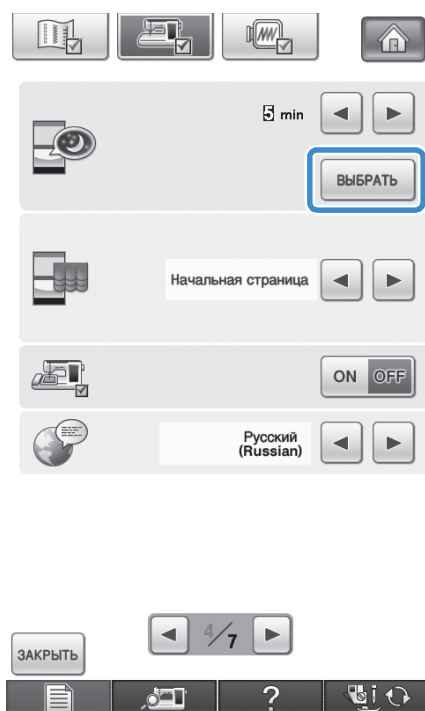 5 min
ВЫБРАТЬ
Начальная страница
ON OFF
Русский
(Russian)
4/7
ЗАКРЫТЬ
?